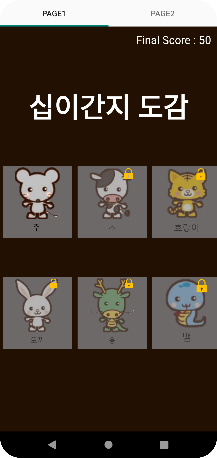 PAGE1 PAGE2
Final Score : 50
십이간지 도감
쥐 소 호랑이
토끼 용 뱀